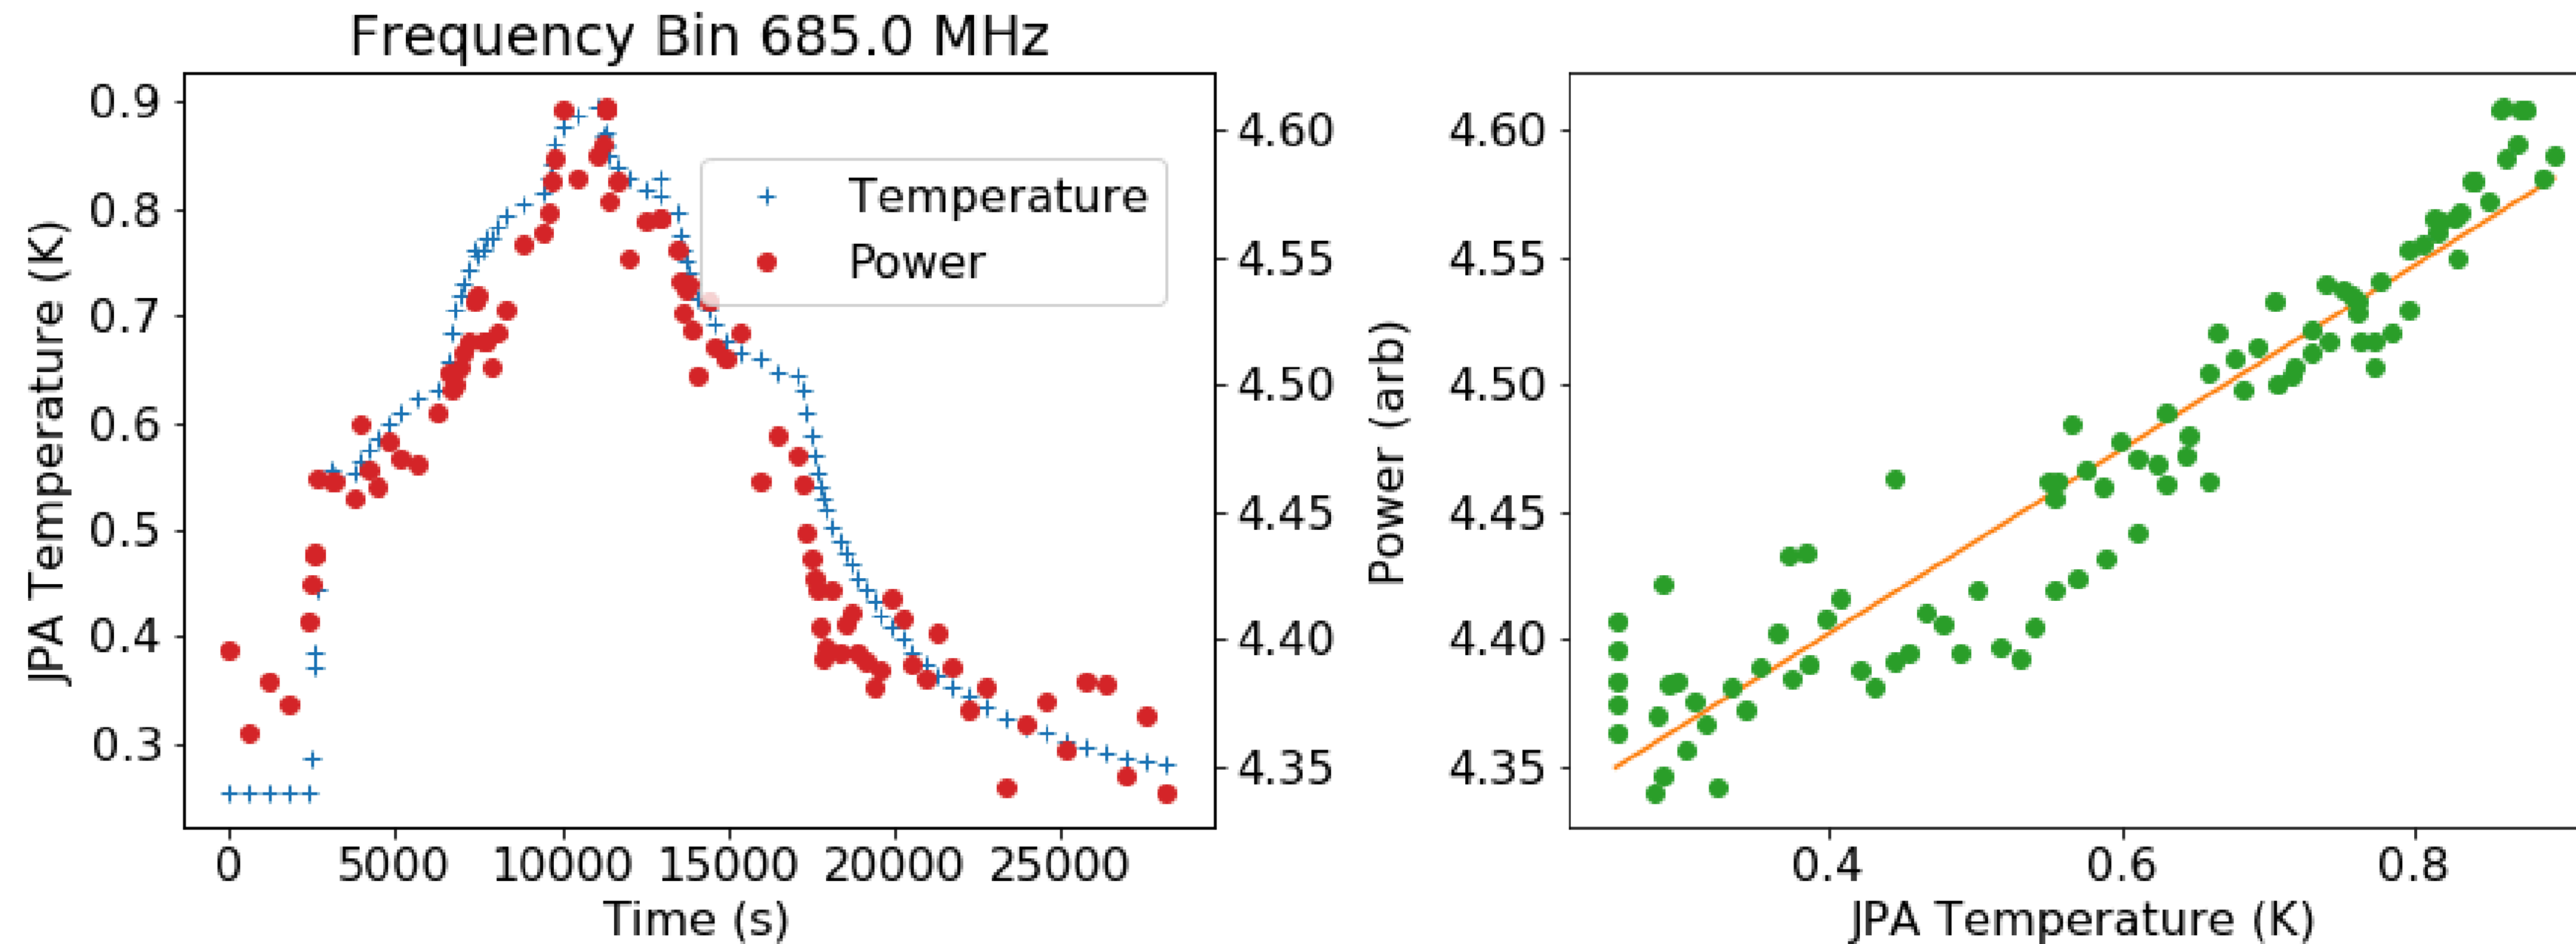 Frequency Bin 685.0 MHz
JPA Temperature (K)
0.9
0.8
0.7
0.6
0.5
0.4
0.3
Temperature
Power
4.60
4.55
4.50
4.45
4.40
4.35
0 5000 10000 15000 20000 25000
Time (s)
Power (arb)
4.60
4.55
4.50
4.45
4.40
4.35
0.4 0.6 0.8
JPA Temperature (K)